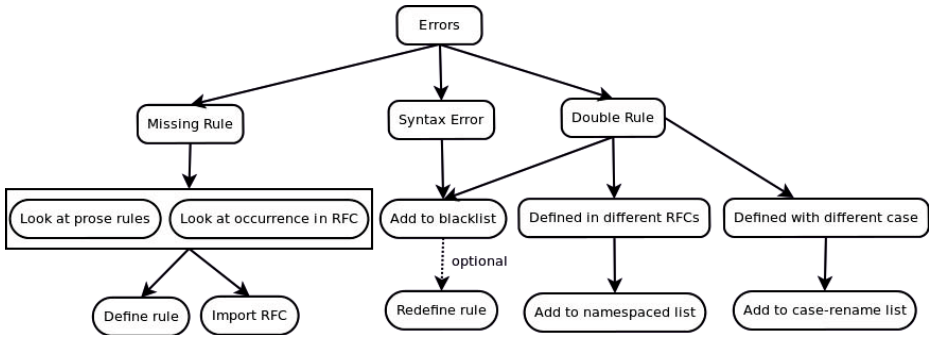 Errors
Missing Rule
Syntax Error
Double Rule
Look at prose rules
Look at occurrence in RFC
Add to blacklist
Defined in different RFCs
Defined with different case
optional
Define rule
Import RFC
Redefine rule
Add to namespaced list
Add to case-rename list